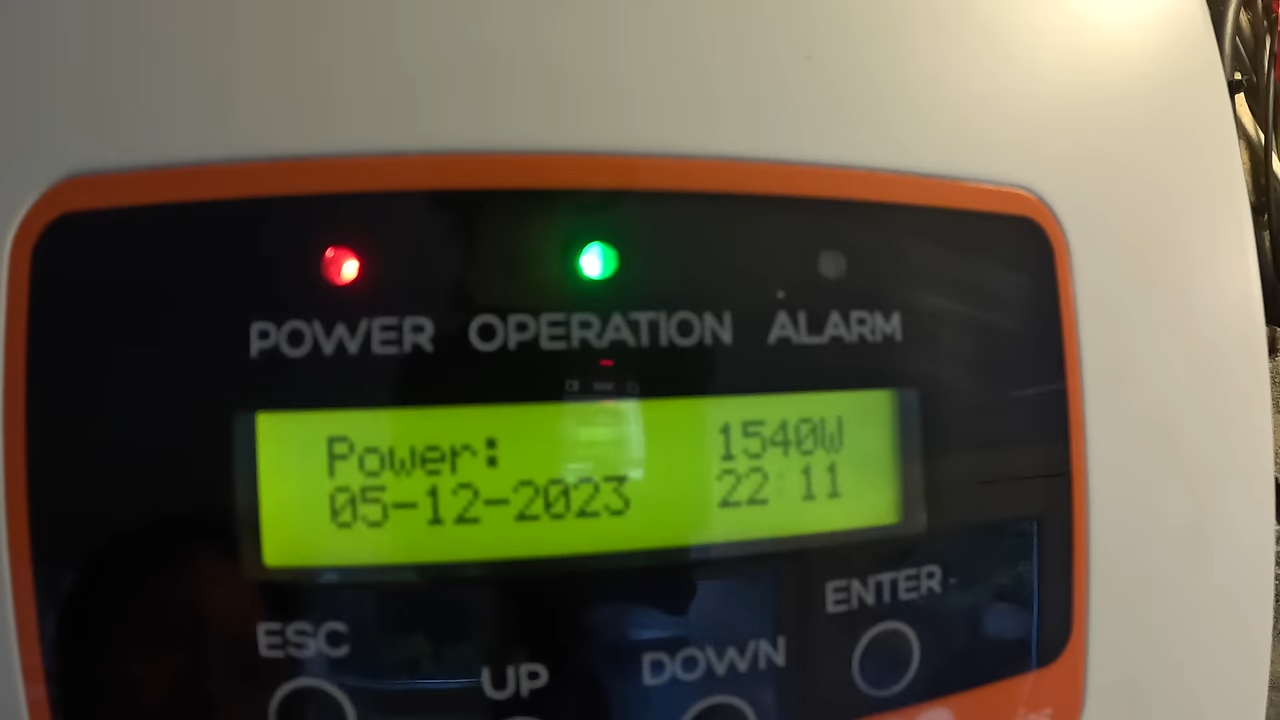 POWER OPERATION ALARM
Power: 1540W
05-12-2023 22 11
ESC UP DOWN ENTER